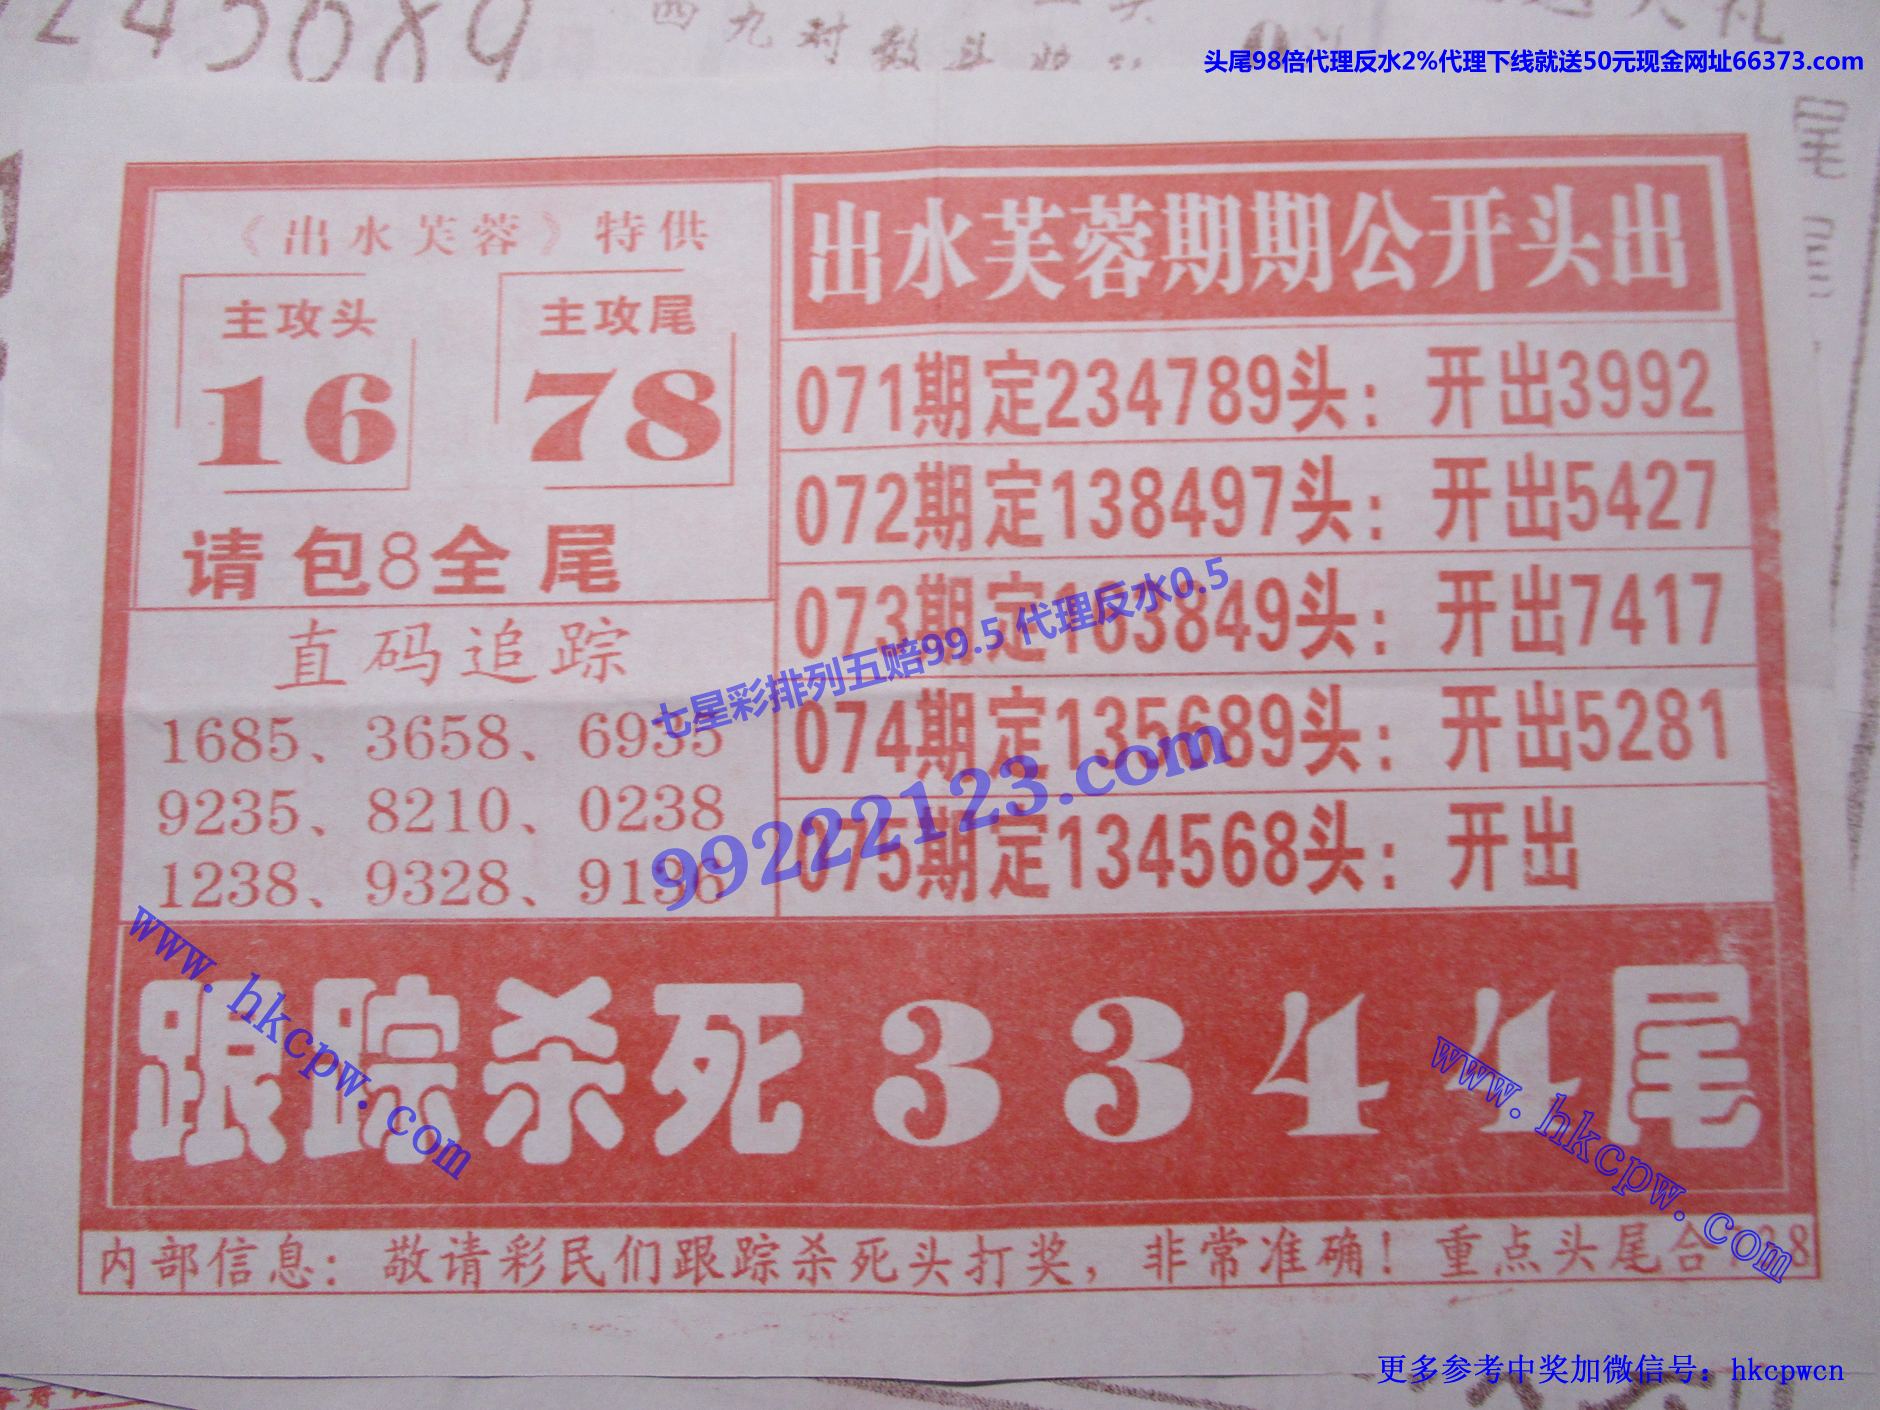 四九对数头
头尾98倍代理反水2%代理下线就送50元现金网址66373.com
尾
《出水芙蓉》特供
主攻头
16
主攻尾
78
请包8全尾
直码追踪
1685、3658、6935
9235、8210、0238
1238、9328、9196
出水芙蓉期期公开头出
071期定234789头：开出3992
072期定138497头：开出5427
073期定163849头：开出7417
074期定135689头：开出5281
075期定134568头：开出
七星彩排列五赔99.5 代理反水0.5
99222123.com
跟踪杀死3344尾
www.hkcpw.com
www.hkcpw.com
内部信息：敬请彩民们跟踪杀死头打奖，非常准确！重点头尾合
更多参考中奖加微信号：hkcpwcn